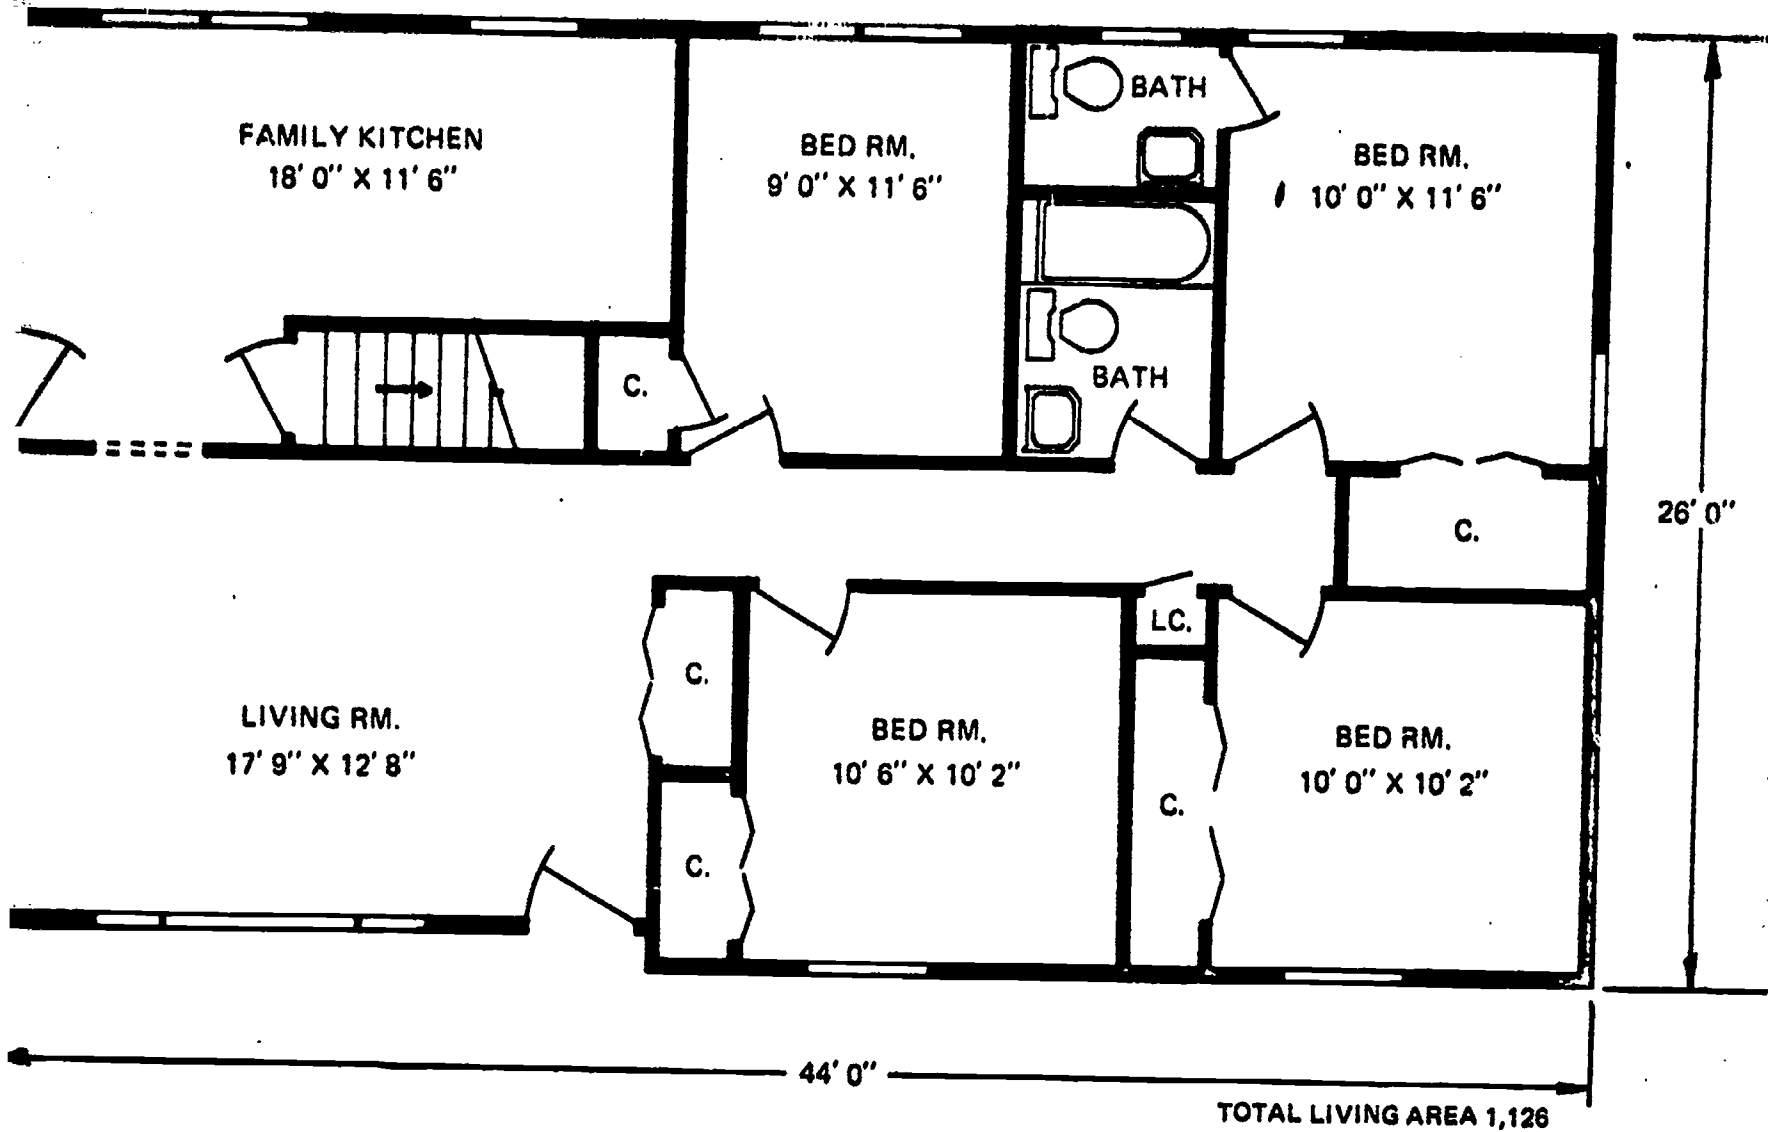 FAMILY KITCHEN
18' 0" X 11' 6"
BED RM.
9' 0" X 11' 6"
BATH
BED RM.
10' 0" X 11' 6"
C.
BATH
C.
26' 0"
LIVING RM.
17' 9" X 12' 8"
C.
C.
BED RM.
10' 6" X 10' 2"
LC.
C.
BED RM.
10' 0" X 10' 2"
44' 0"
TOTAL LIVING AREA 1,126